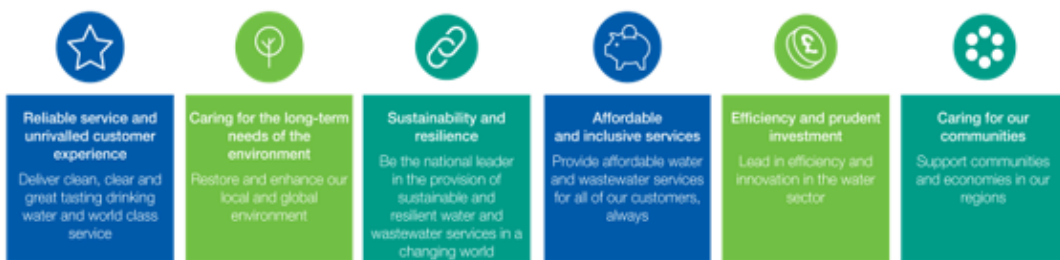 £
Reliable service and
unrivalled customer
experience
Deliver clean, clear and
great tasting drinking
water and world class
service
Caring for the long-term
needs of the
environment
Restore and enhance our
local and global
environment
Sustainability and
resilience
Be the national leader
in the provision of
sustainable and
resilient water and
wastewater services in a
changing world
Affordable
and inclusive services
Provide affordable water
and wastewater services
for all of our customers,
always
Efficiency and prudent
investment
Lead in efficiency and
innovation in the water
sector
Caring for our
communities
Support communities
and economies in our
regions